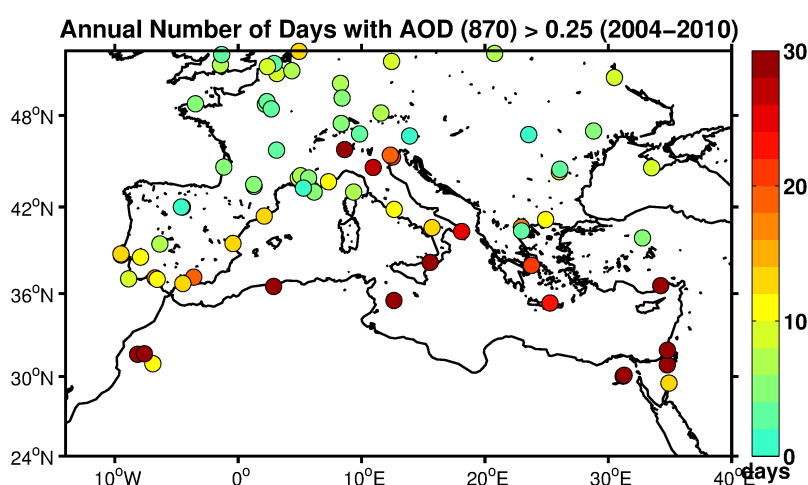 Annual Number of Days with AOD (870) > 0.25 (2004−2010)
48°N
42°N
36°N
30°N
24°N
10°W
0°
10°E
20°E
30°E
40°E
30
20
10
0
days